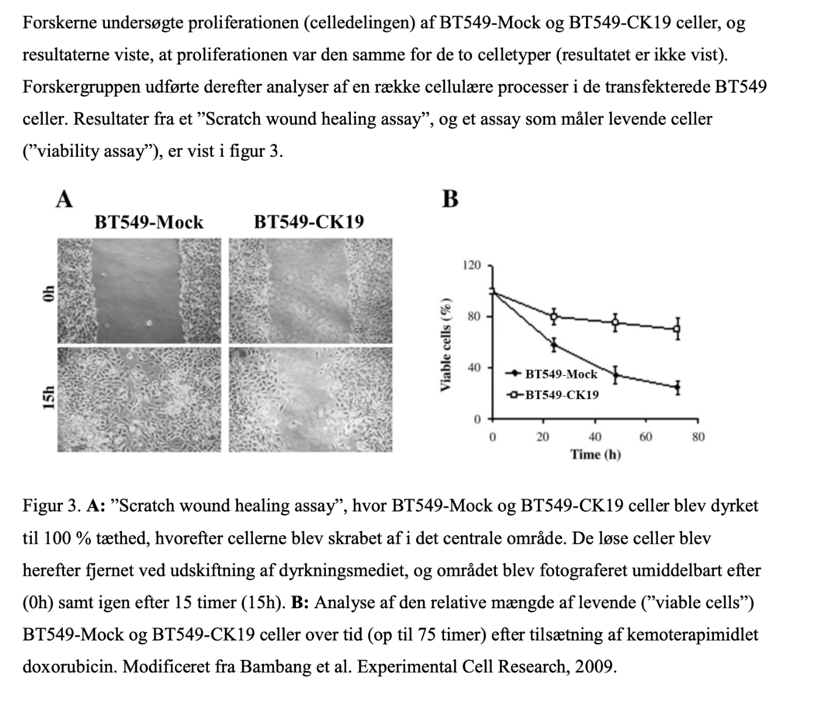 Forskerne undersøgte proliferationen (celledelingen) af BT549-Mock og BT549-CK19 celler, og
resultaterne viste, at proliferationen var den samme for de to celletyper (resultatet er ikke vist).
Forskergruppen udførte derefter analyser af en række cellulære processer i de transfekterede BT549
celler. Resultater fra et ”Scratch wound healing assay”, og et assay som måler levende celler
(”viability assay”), er vist i figur 3.
A
BT549-Mock BT549-CK19
0h
15h
B
Viable cells (%)
120
80
40
0
BT549-Mock
BT549-CK19
0 20 40 60 80
Time (h)
Figur 3. A: ”Scratch wound healing assay”, hvor BT549-Mock og BT549-CK19 celler blev dyrket
til 100 % tæthed, hvorefter cellerne blev skrabet af i det centrale område. De løse celler blev
herefter fjernet ved udskiftning af dyrkningsmediet, og området blev fotograferet umiddelbart efter
(0h) samt igen efter 15 timer (15h). B: Analyse af den relative mængde af levende (”viable cells”)
BT549-Mock og BT549-CK19 celler over tid (op til 75 timer) efter tilsætning af kemoterapimidlet
doxorubicin. Modificeret fra Bambang et al. Experimental Cell Research, 2009.